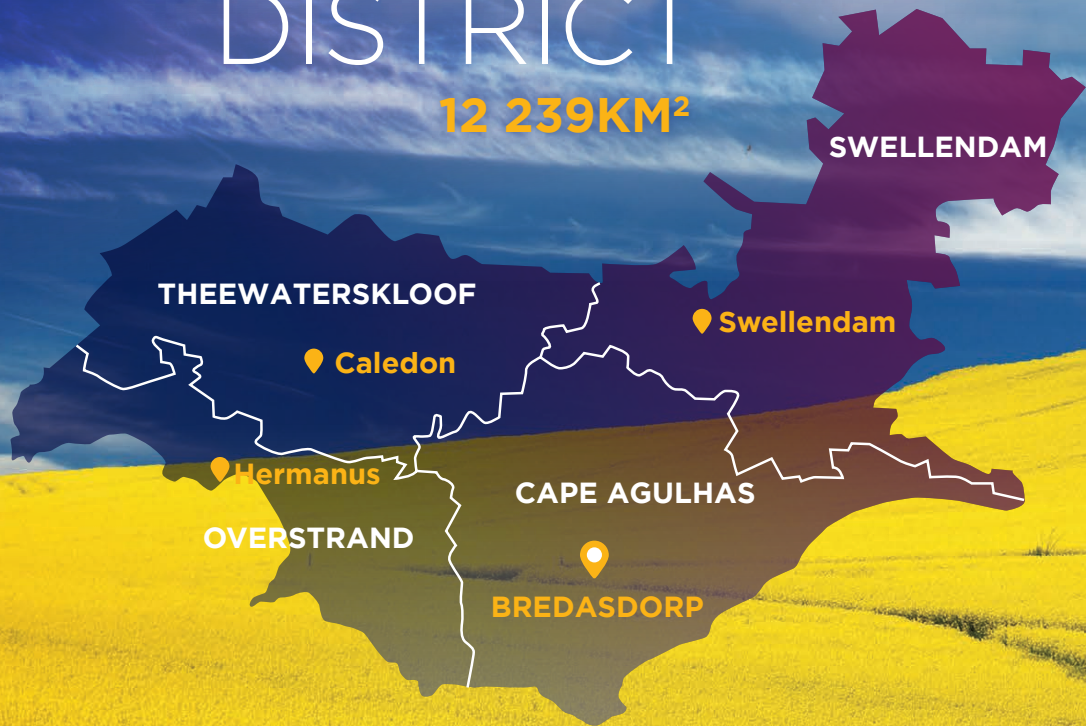 DISTRICT
12 239KM²
SWELLENDAM
THEEWATERSKLOOF
Swellendam
Caledon
Hermanus
CAPE AGULHAS
OVERSTRAND
BREDASDORP